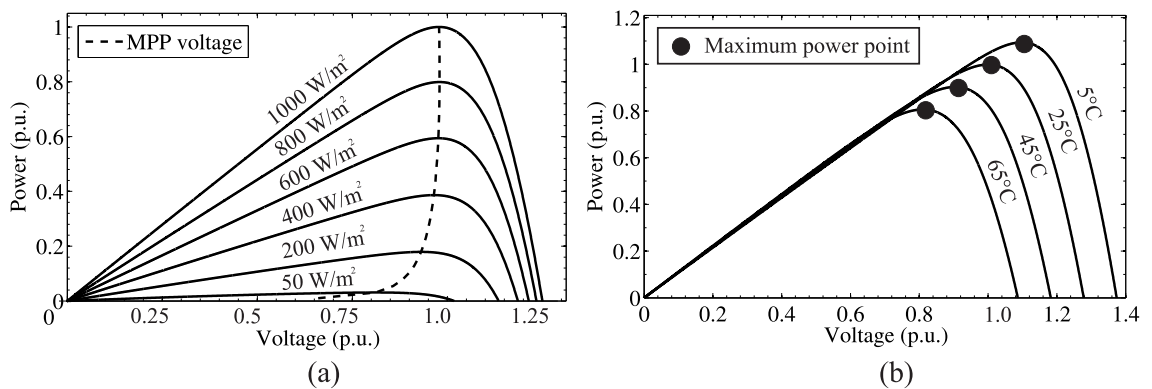 MPP voltage
1000 W/m²
800 W/m²
600 W/m²
400 W/m²
200 W/m²
50 W/m²
Power (p.u.)
1
0.8
0.6
0.4
0.2
0
0 0.25 0.5 0.75 1.0 1.25
Voltage (p.u.)
(a)
Maximum power point
5°C
25°C
45°C
65°C
Power (p.u.)
1.2
1
0.8
0.6
0.4
0.2
0
0 0.2 0.4 0.6 0.8 1.0 1.2 1.4
Voltage (p.u.)
(b)